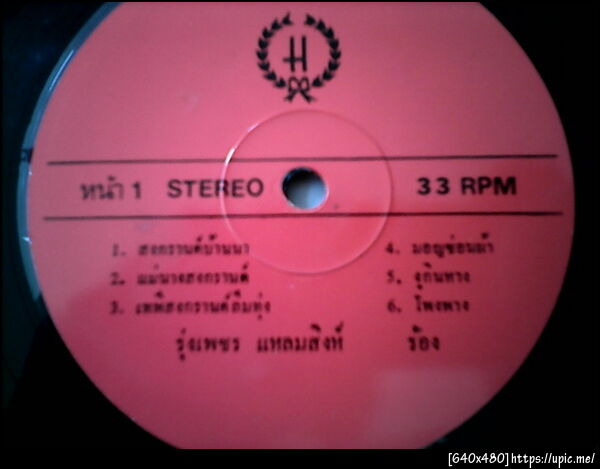 H
หน้า 1 STEREO 33 RPM
1. สงกรานต์บ้านนา
2. แม่นางสงกรานต์
3. เทพีสงกรานต์ลืมทุ่ง
4. มอญซ่อนผ้า
5. งูกินหาง
6. โพงพาง
รุ่งเพชร แหลมสิงห์ ร้อง
[640x480]https://upic.me/